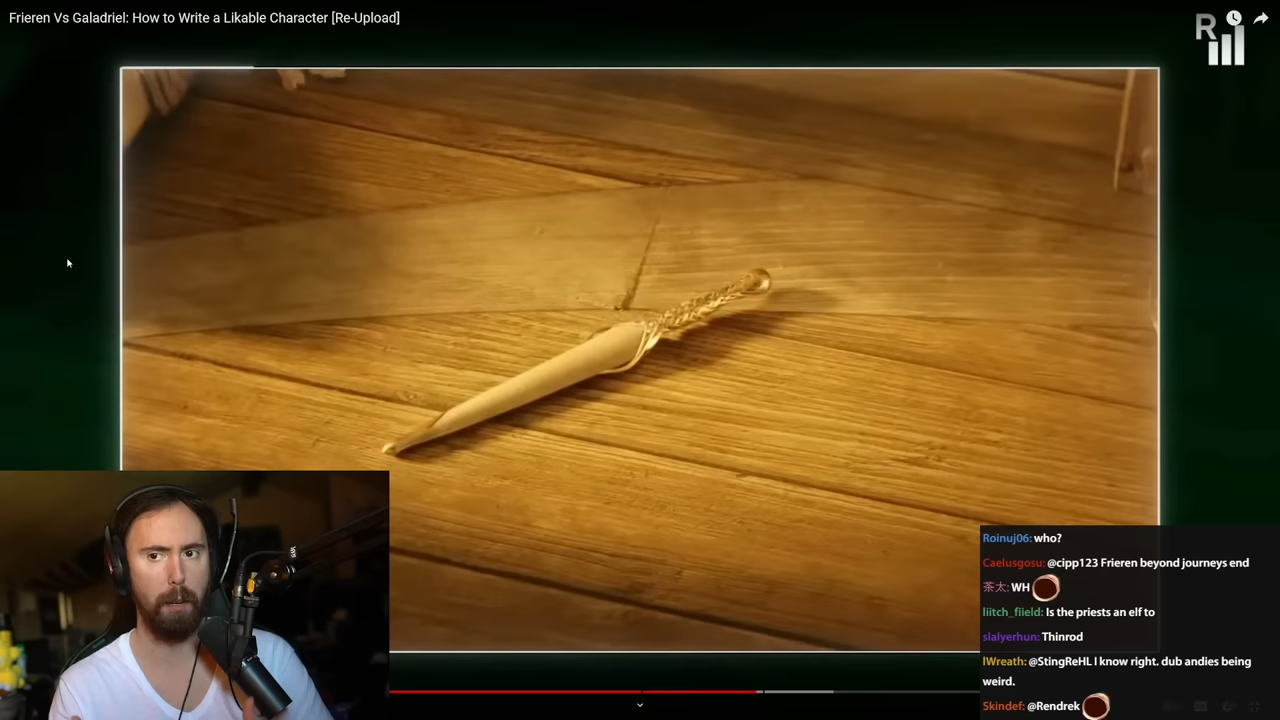 Frieren Vs Galadriel: How to Write a Likable Character [Re-Upload]
R
Roinuj06: who?
Caelusgosu: @cipp123 Frieren beyond journeys end
茶太: WH
liitch_fiield: Is the priests an elf to
slalyerhun: Thinrod
lWreath: @StingReHL I know right. dub andies being
weird.
Skindef: @Rendrek